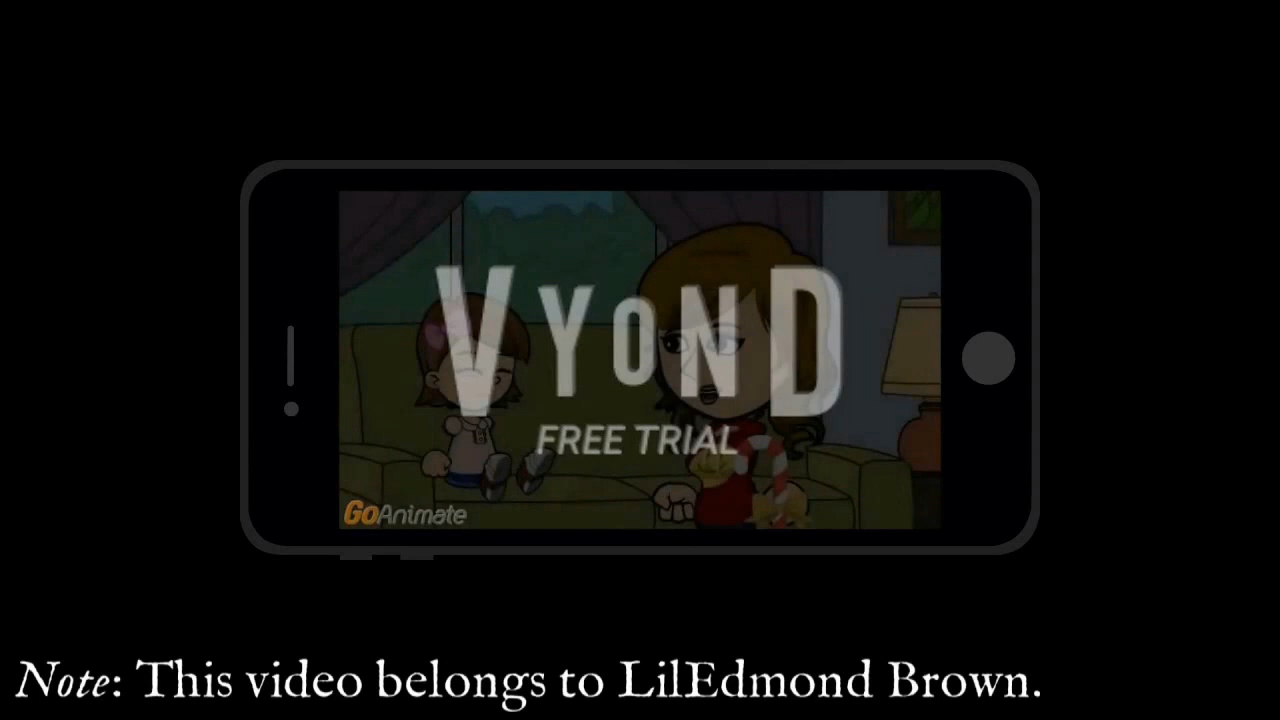 VYOND
FREE TRIAL
GoAnimate
Note: This video belongs to LilEdmond Brown.